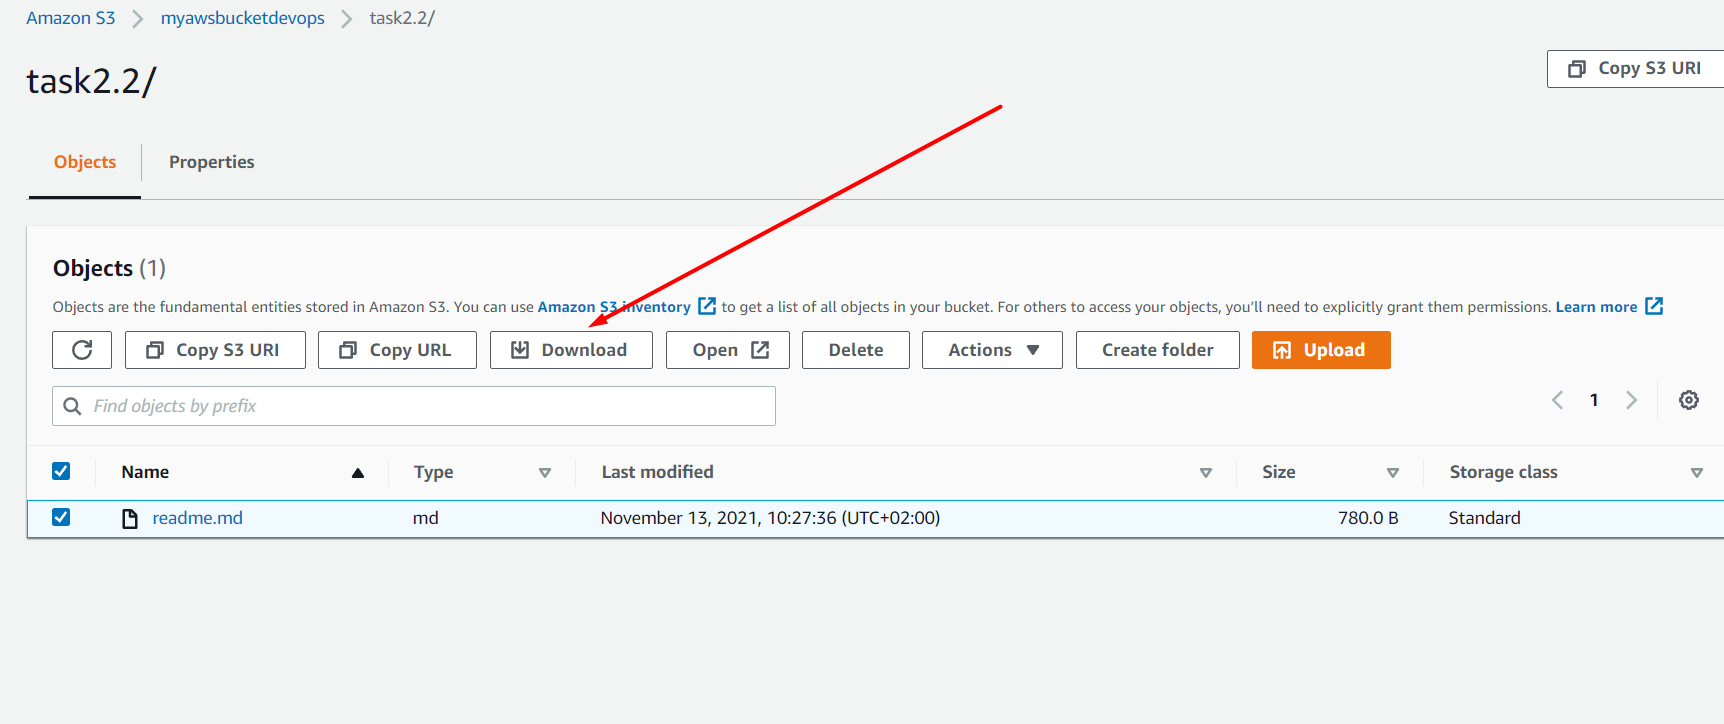 Amazon S3 myawsbucketdevops task2.2/
task2.2/
Copy S3 URI
Objects Properties
Objects (1)
Objects are the fundamental entities stored in Amazon S3. You can use Amazon S3 inventory to get a list of all objects in your bucket. For others to access your objects, you'll need to explicitly grant them permissions. Learn more
Copy S3 URI Copy URL Download Open Delete Actions Create folder Upload
Find objects by prefix
1
Name Type Last modified Size Storage class
readme.md md November 13, 2021, 10:27:36 (UTC+02:00) 780.0 B Standard